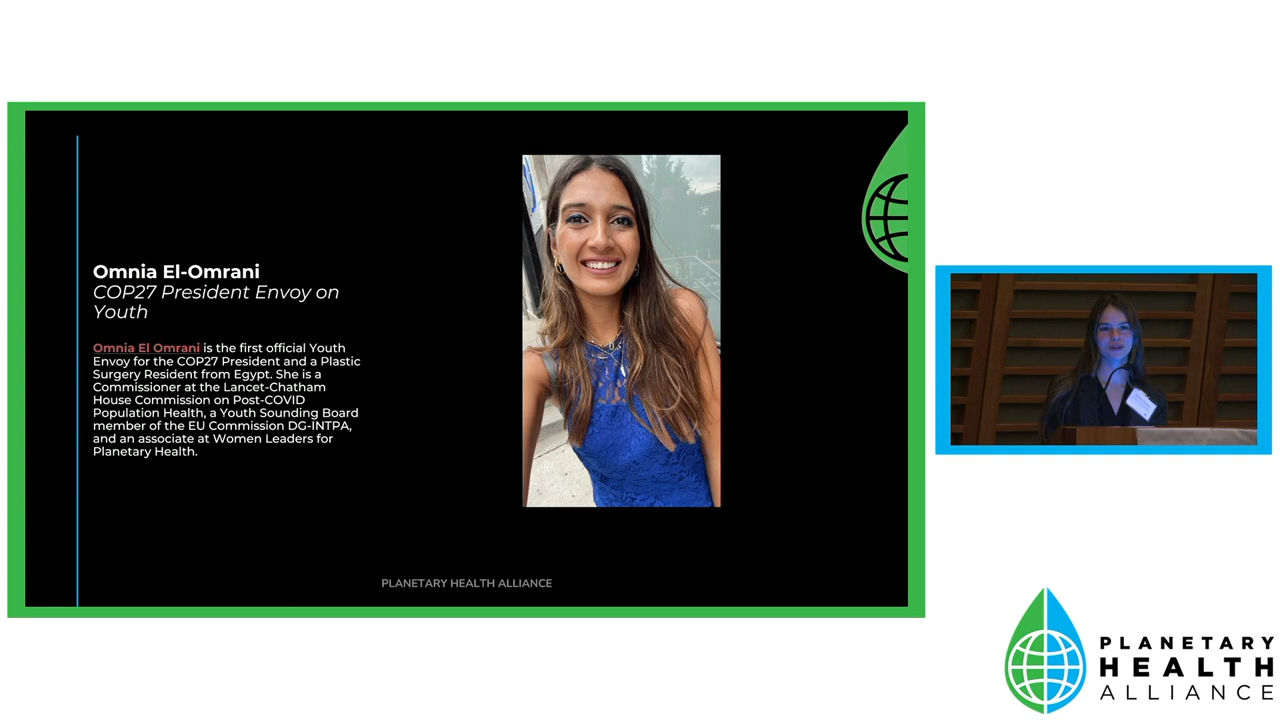 Omnia El-Omrani
COP27 President Envoy on
Youth
Omnia El Omrani is the first official Youth
Envoy for the COP27 President and a Plastic
Surgery Resident from Egypt. She is a
Commissioner at the Lancet-Chatham
House Commission on Post-COVID
Population Health, a Youth Sounding Board
member of the EU Commission DG-INTPA,
and an associate at Women Leaders for
Planetary Health.
PLANETARY HEALTH ALLIANCE
PLANETARY
HEALTH
ALLIANCE